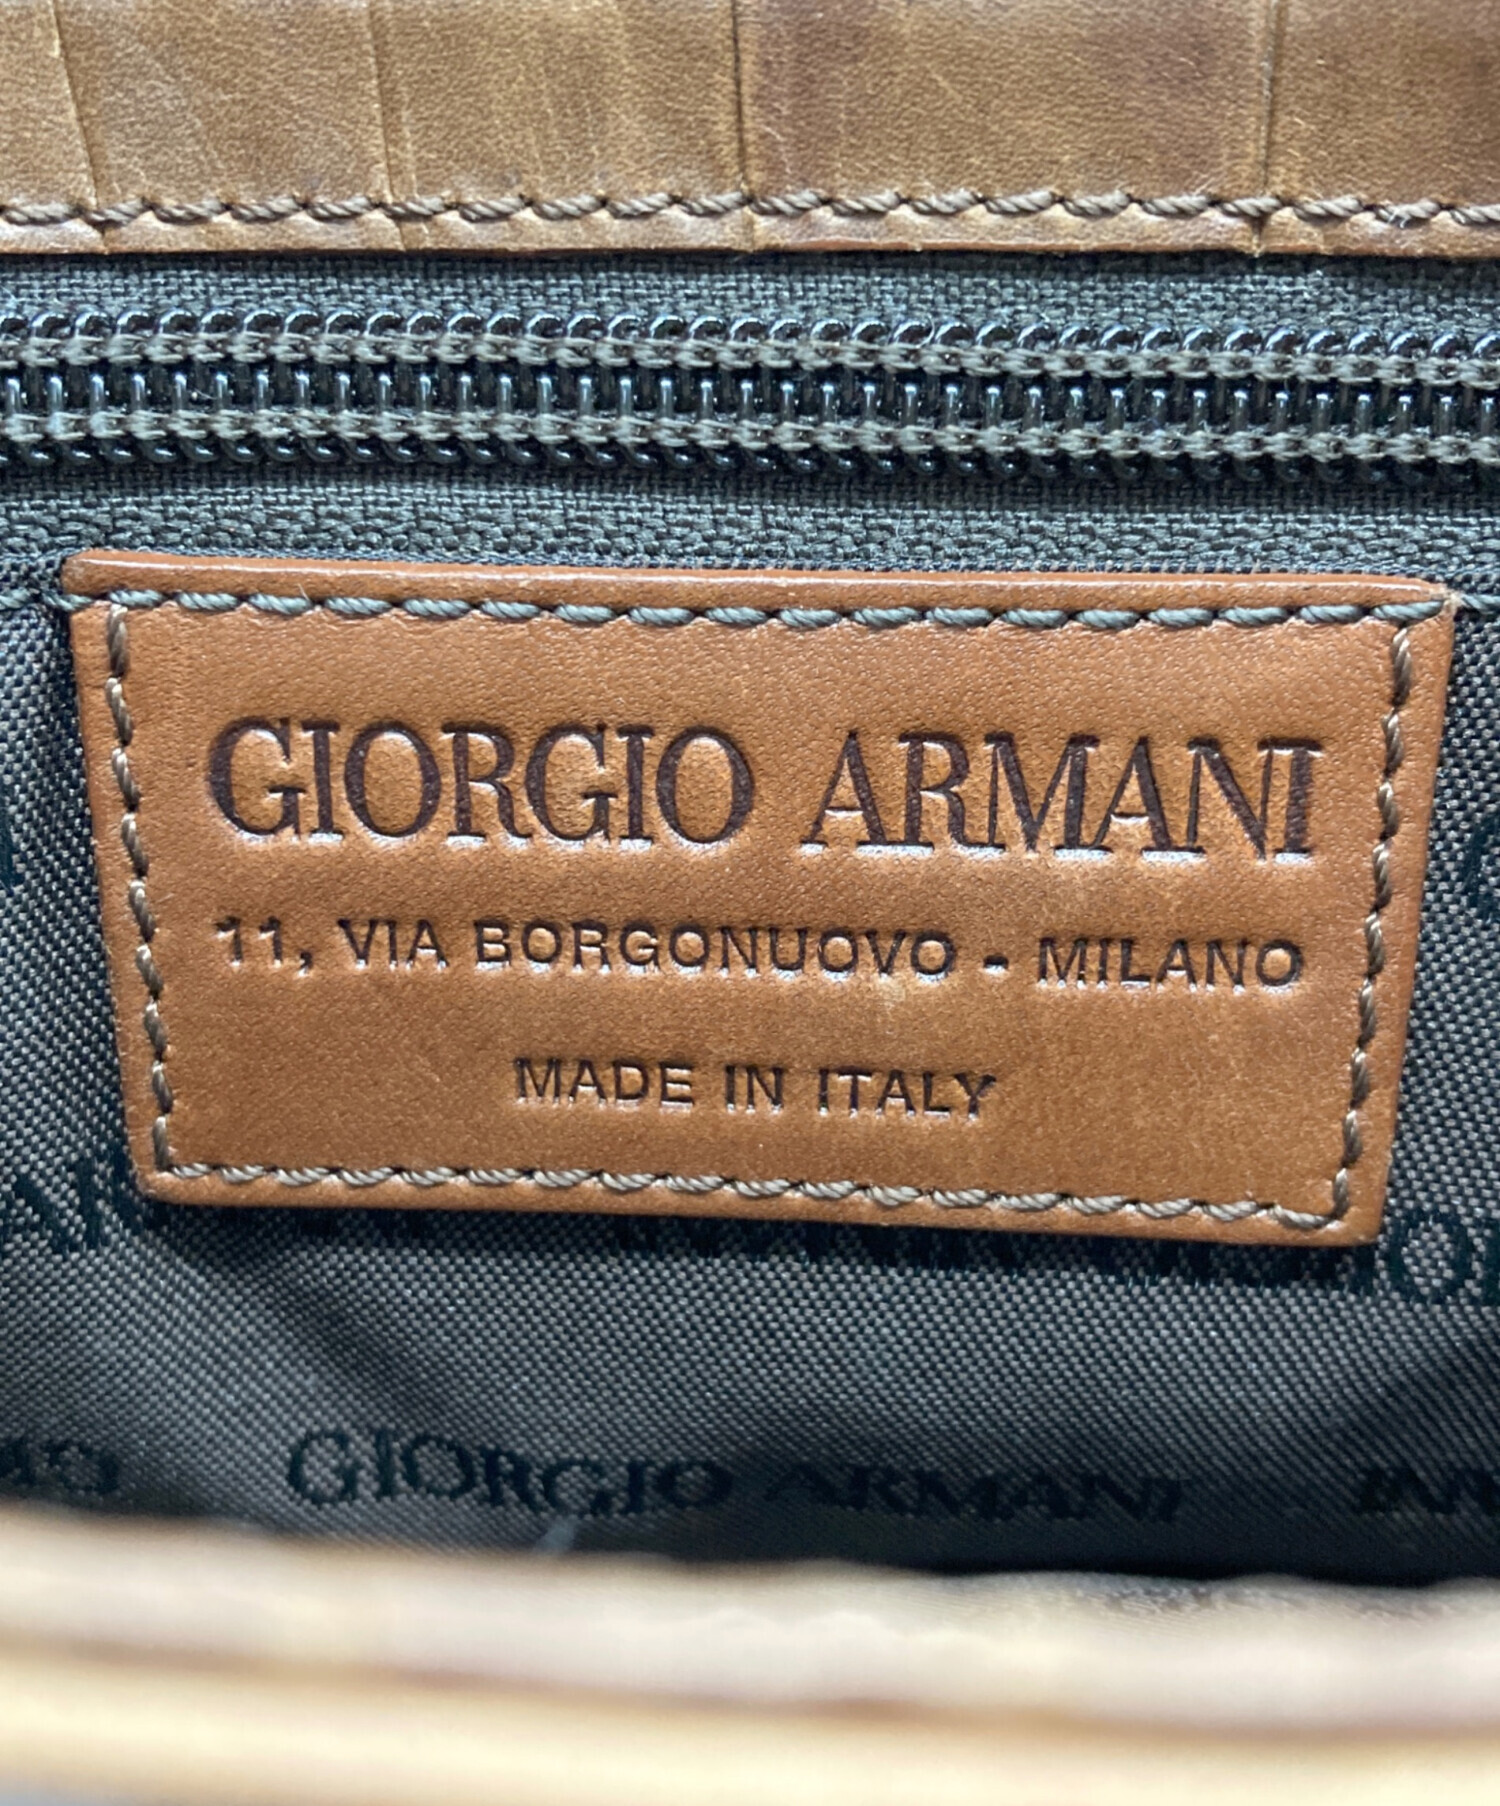 GIORGIO ARMANI
11, VIA BORGONUOVO - MILANO
MADE IN ITALY
GIORGIO ARMANI